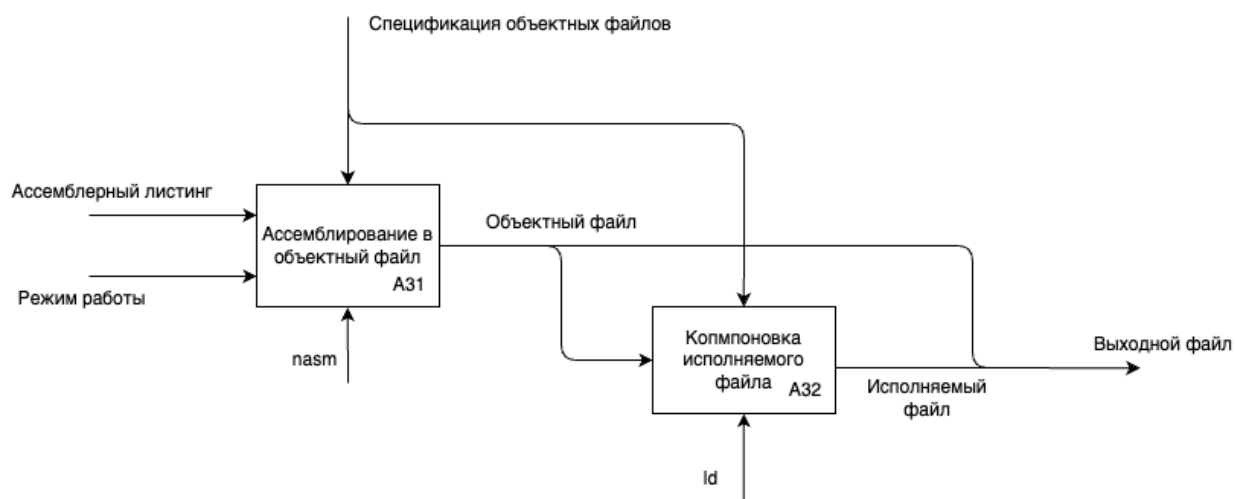 Спецификация объектных файлов
Ассемблерный листинг
Ассемблирование в
объектный файл
A31
Режим работы
nasm
Объектный файл
Копмпоновка
исполняемого
файла
A32
Выходной файл
Исполняемый
файл
ld